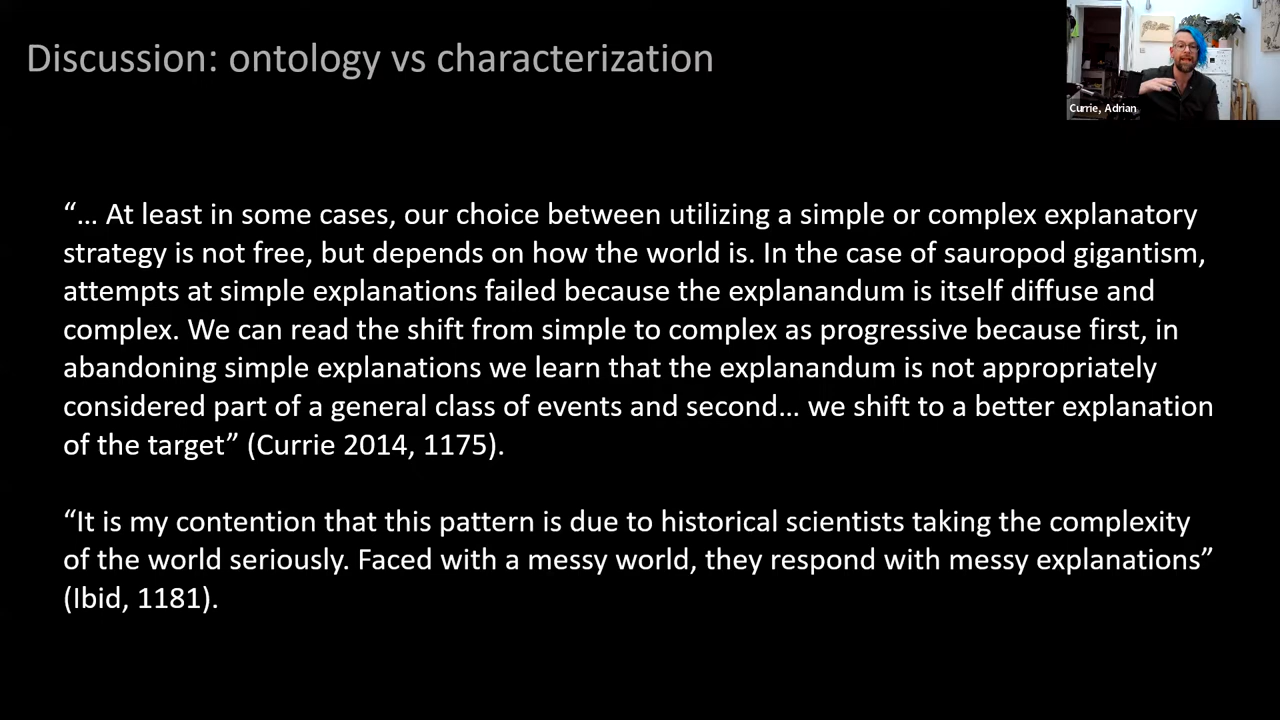 Discussion: ontology vs characterization
Currie, Adrian
“… At least in some cases, our choice between utilizing a simple or complex explanatory
strategy is not free, but depends on how the world is. In the case of sauropod gigantism,
attempts at simple explanations failed because the explanandum is itself diffuse and
complex. We can read the shift from simple to complex as progressive because first, in
abandoning simple explanations we learn that the explanandum is not appropriately
considered part of a general class of events and second… we shift to a better explanation
of the target” (Currie 2014, 1175).
“It is my contention that this pattern is due to historical scientists taking the complexity
of the world seriously. Faced with a messy world, they respond with messy explanations”
(Ibid, 1181).